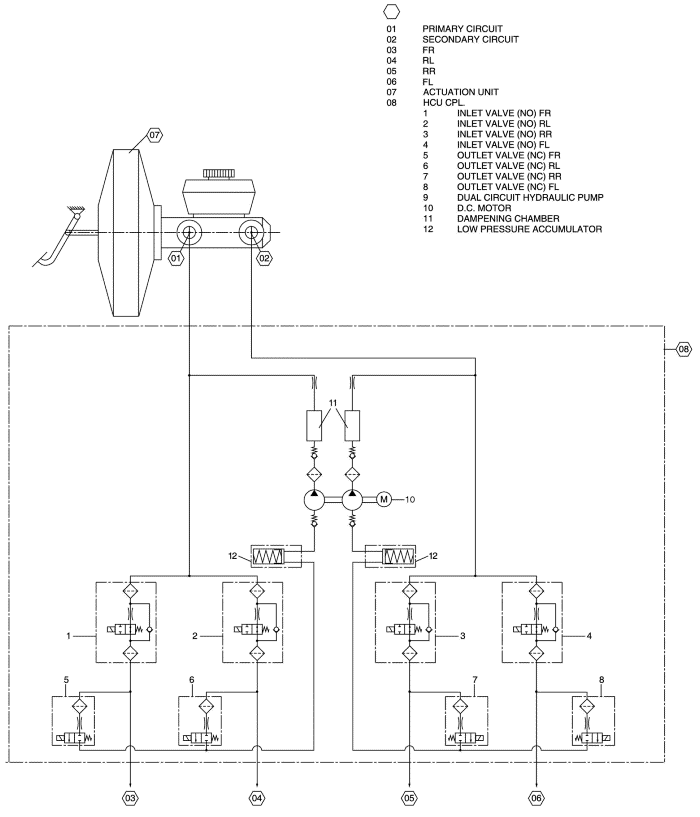 01 PRIMARY CIRCUIT
02 SECONDARY CIRCUIT
03 FR
04 RL
05 RR
06 FL
07 ACTUATION UNIT
08 HCU CPL.
1 INLET VALVE (NO) FR
2 INLET VALVE (NO) RL
3 INLET VALVE (NO) RR
4 INLET VALVE (NO) FL
5 OUTLET VALVE (NC) FR
6 OUTLET VALVE (NC) RL
7 OUTLET VALVE (NC) RR
8 OUTLET VALVE (NC) FL
9 DUAL CIRCUIT HYDRAULIC PUMP
10 D.C. MOTOR
11 DAMPENING CHAMBER
12 LOW PRESSURE ACCUMULATOR
07
01 02
08
11
M 10
12 12
1 2 3 4
5 6 7 8
03 04 05 06